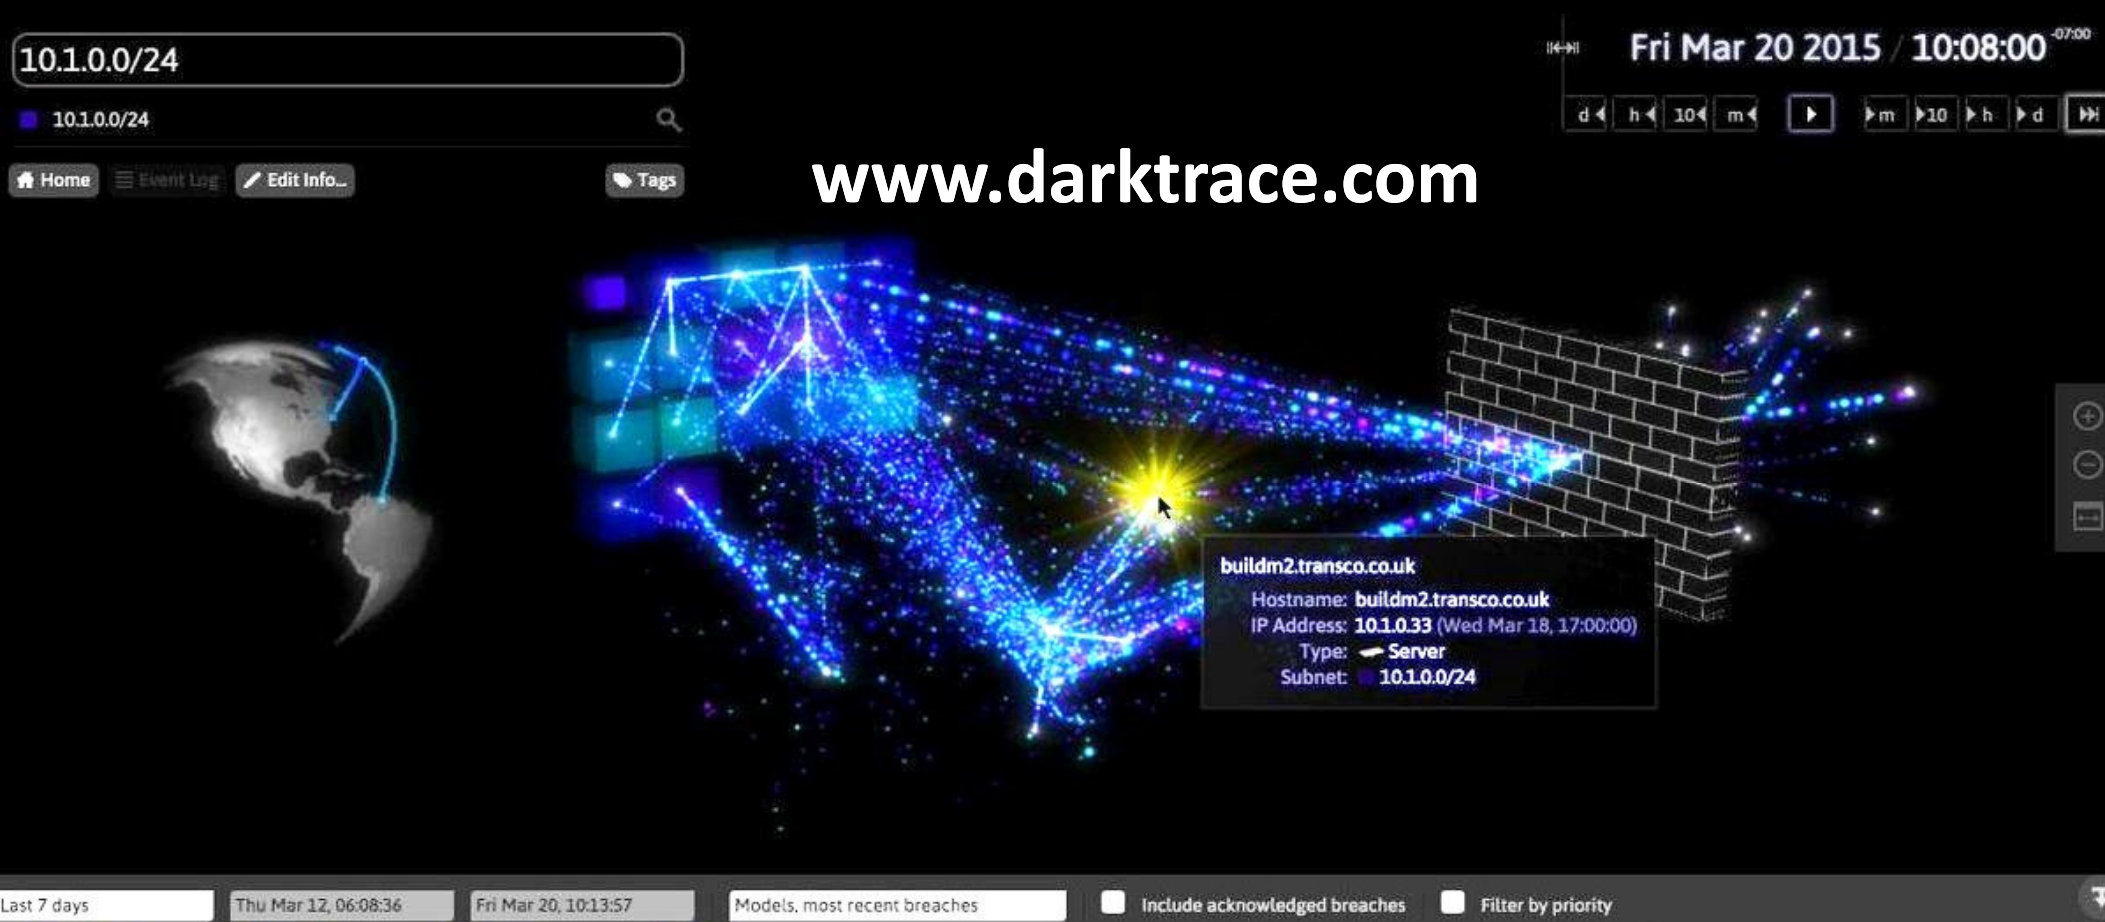 10.1.0.0/24
Fri Mar 20 2015 / 10:08:00 -07:00
10.1.0.0/24
d h 10 m m 10 h d
Home Event Log Edit Info... Tags
www.darktrace.com
buildm2.transco.co.uk
Hostname: buildm2.transco.co.uk
IP Address: 10.1.0.33 (Wed Mar 18, 17:00:00)
Type: Server
Subnet: 10.1.0.0/24
Last 7 days
Thu Mar 12, 06:08:36
Fri Mar 20, 10:13:57
Models, most recent breaches
Include acknowledged breaches
Filter by priority